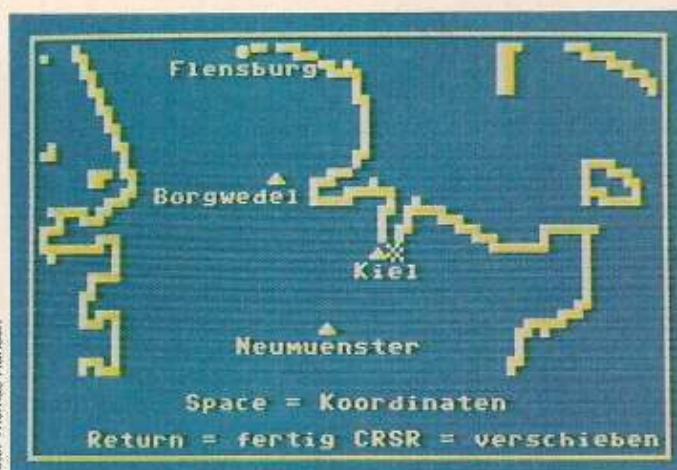 Flensburg
Borgwedel
Kiel
Neumuenster
Space = Koordinaten
Return = fertig CRSR = verschieben